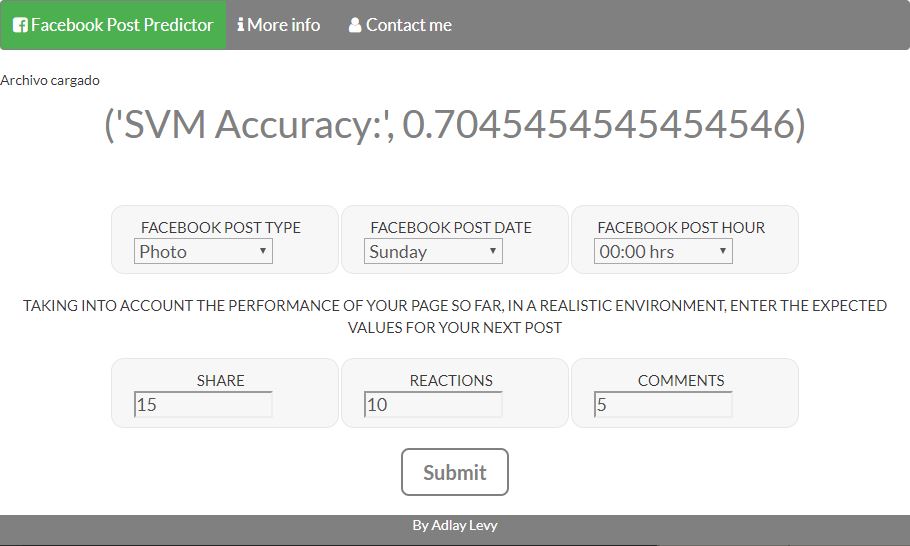 Facebook Post Predictor More info Contact me
Archivo cargado
('SVM Accuracy:', 0.7045454545454546)
FACEBOOK POST TYPE FACEBOOK POST DATE FACEBOOK POST HOUR
Photo Sunday 00:00 hrs
TAKING INTO ACCOUNT THE PERFORMANCE OF YOUR PAGE SO FAR, IN A REALISTIC ENVIRONMENT, ENTER THE EXPECTED
VALUES FOR YOUR NEXT POST
SHARE REACTIONS COMMENTS
15 10 5
Submit
By Adlay Levy